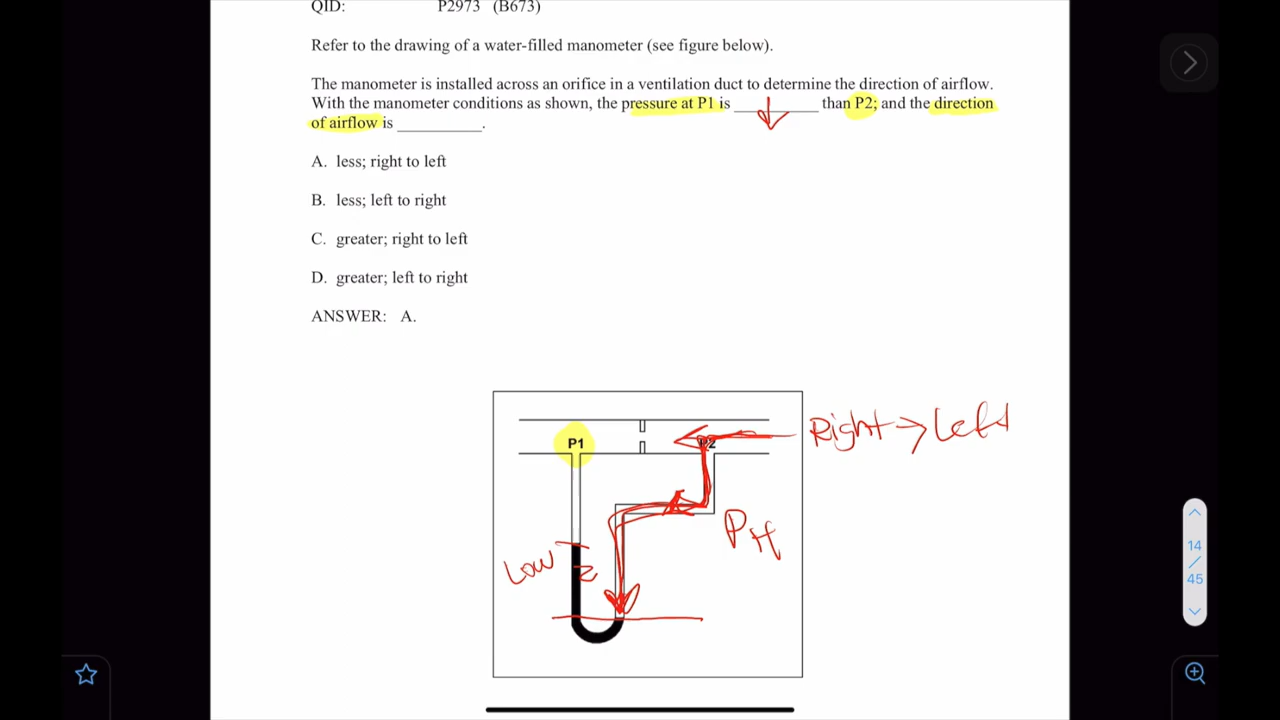 QID: P2973 (B673)
Refer to the drawing of a water-filled manometer (see figure below).
The manometer is installed across an orifice in a ventilation duct to determine the direction of airflow.
With the manometer conditions as shown, the pressure at P1 is __________ than P2; and the direction
of airflow is __________.
A. less; right to left
B. less; left to right
C. greater; right to left
D. greater; left to right
ANSWER: A.
P1
P2
Right → Left
PH
Low
14
/
45